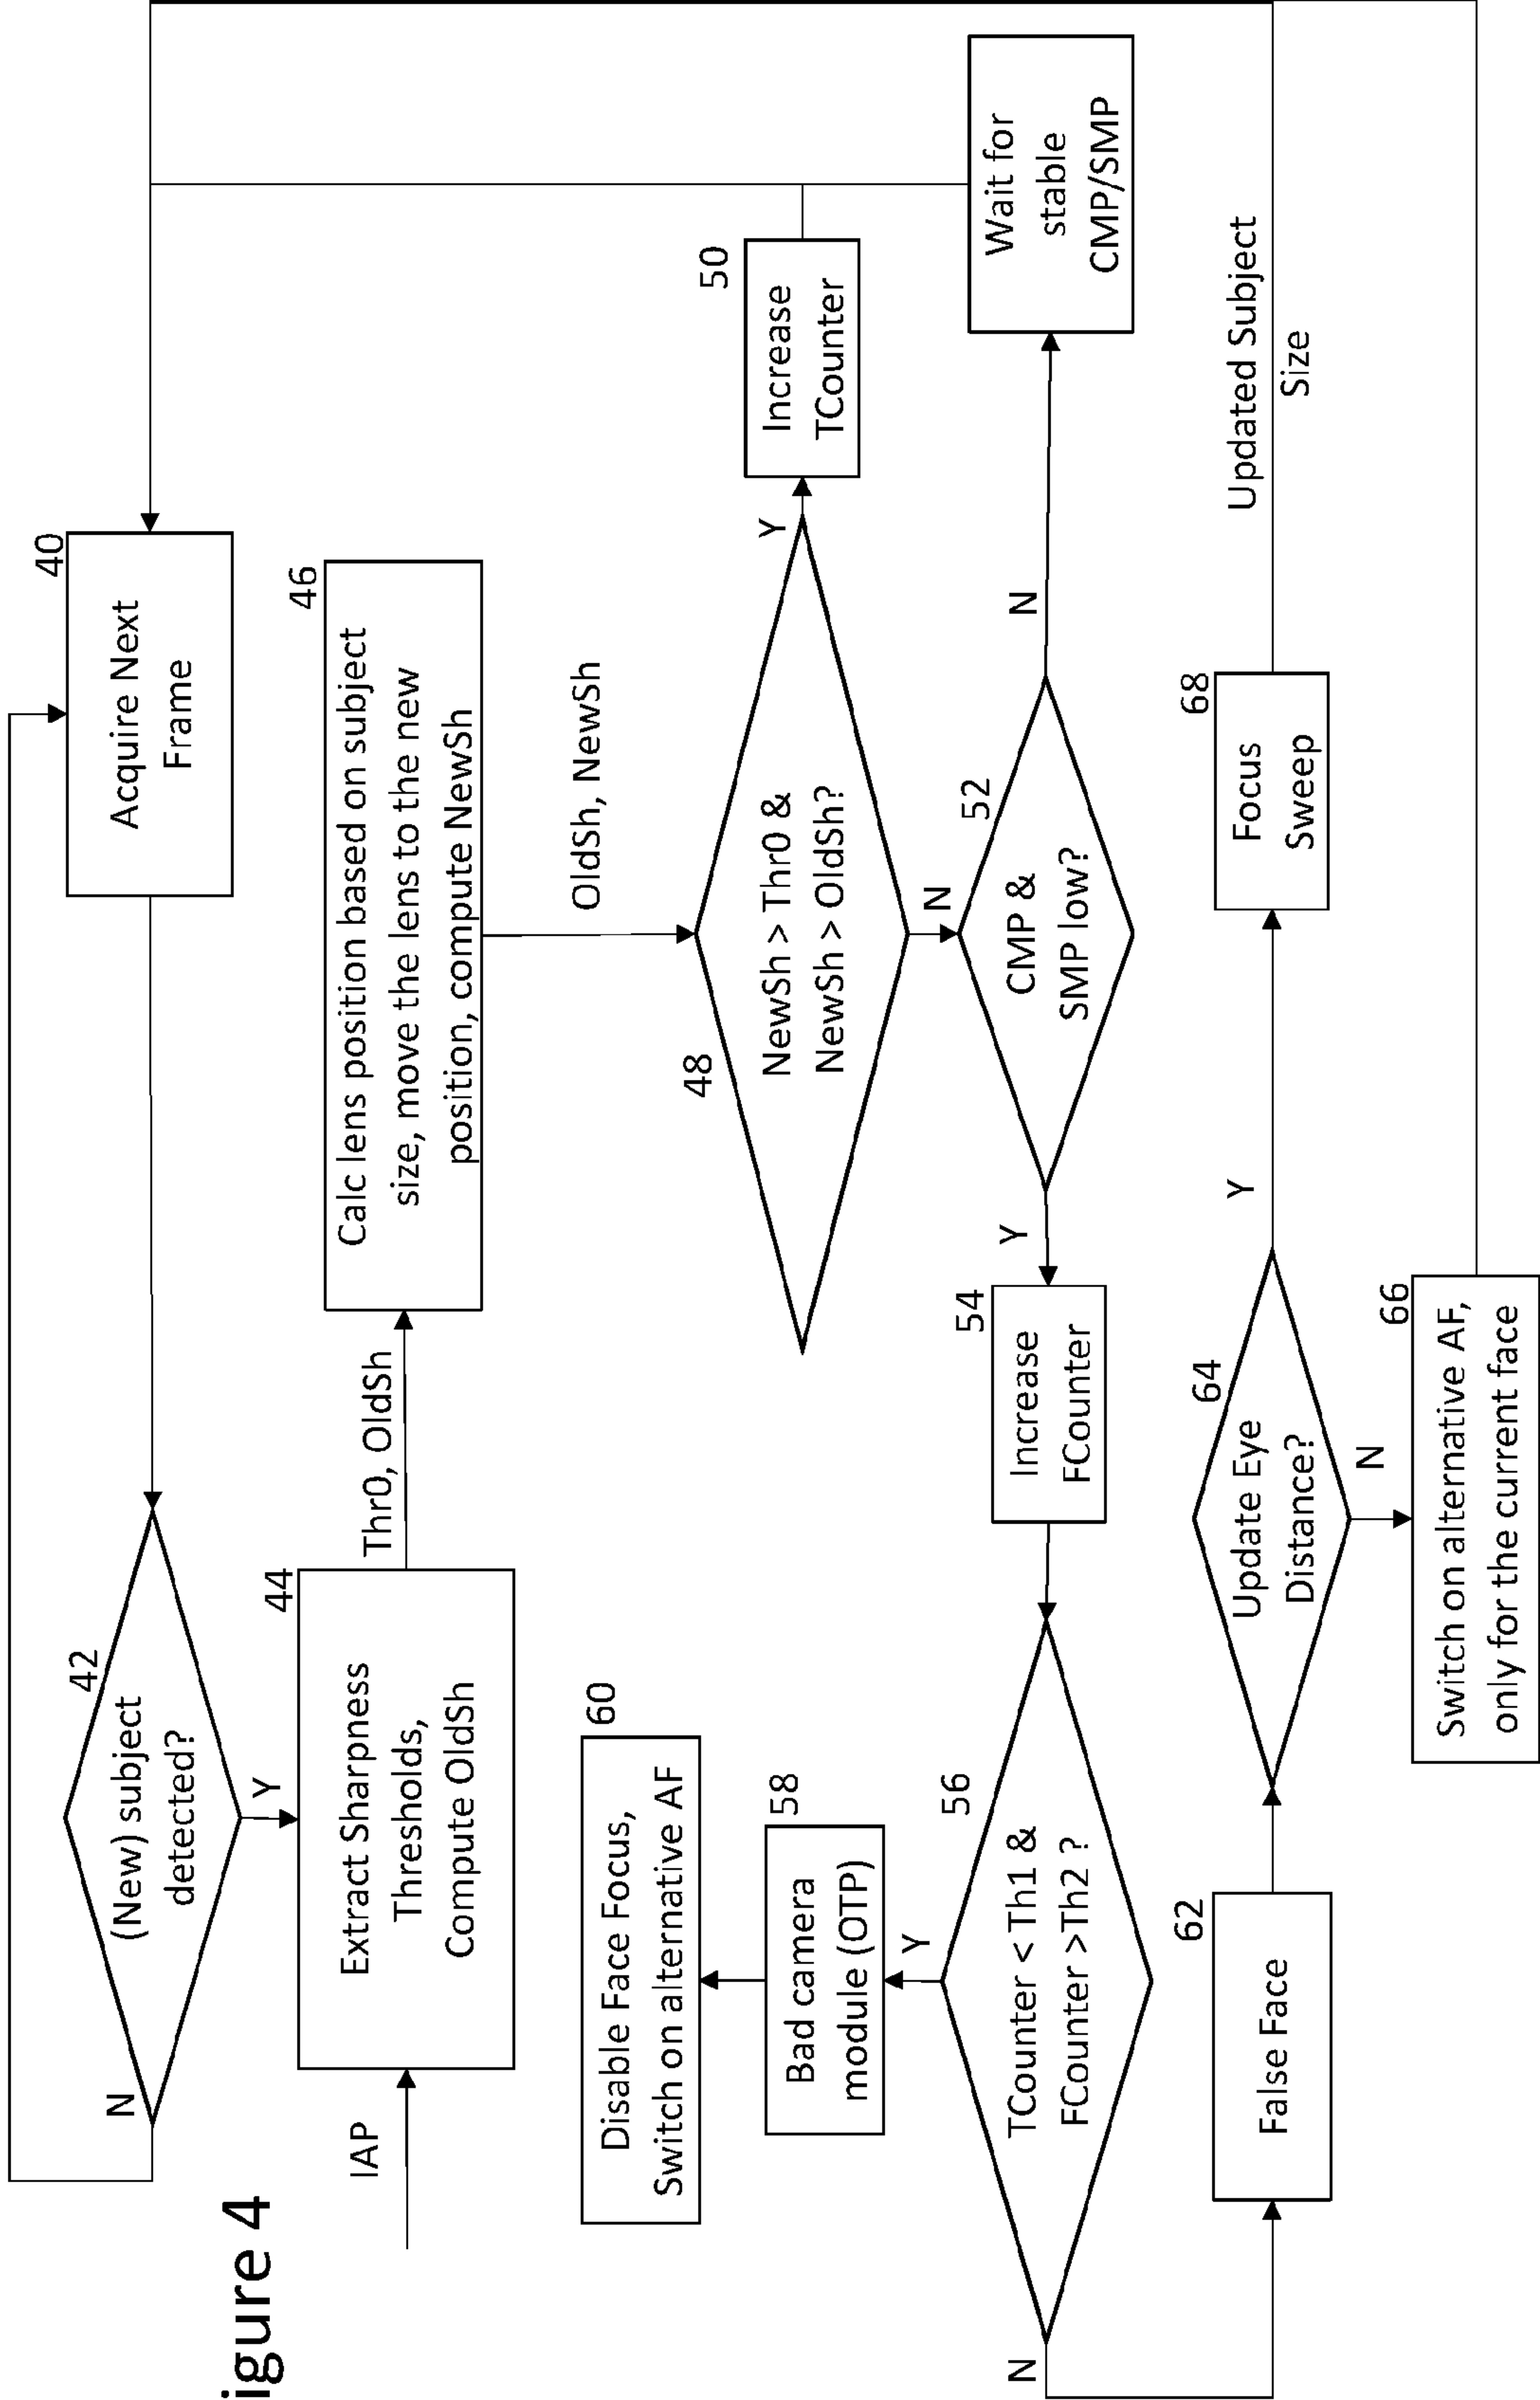 igure 4
40
Acquire Next
Frame
42
(New) subject
detected?
N
Y
IAP
44
Extract Sharpness
Thresholds,
Compute OldSh
Thr0, OldSh
46
Calc lens position based on subject
size, move the lens to the new
position, compute NewSh
OldSh, NewSh
48
NewSh > Thr0 &
NewSh > OldSh?
Y
N
50
Increase
TCounter
52
CMP &
SMP low?
N
Y
Wait for
stable
CMP/SMP
54
Increase
FCounter
56
TCounter < Th1 &
FCounter >Th2 ?
Y
N
58
Bad camera
module (OTP)
60
Disable Face Focus,
Switch on alternative AF
62
False Face
64
Update Eye
Distance?
Y
N
66
Switch on alternative AF,
only for the current face
68
Focus
Sweep
Updated Subject
Size